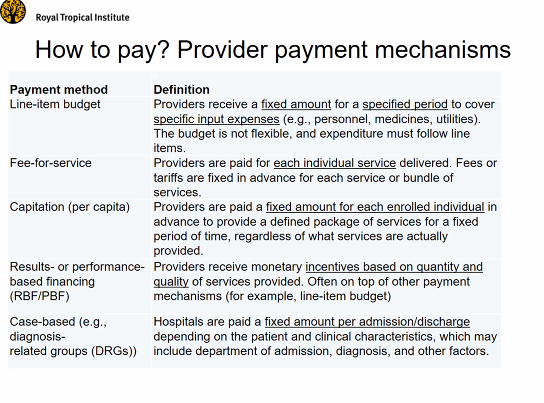 Royal Tropical Institute
How to pay? Provider payment mechanisms
Payment method Definition
Line-item budget Providers receive a fixed amount for a specified period to cover
specific input expenses (e.g., personnel, medicines, utilities).
The budget is not flexible, and expenditure must follow line
items.
Fee-for-service Providers are paid for each individual service delivered. Fees or
tariffs are fixed in advance for each service or bundle of
services.
Capitation (per capita) Providers are paid a fixed amount for each enrolled individual in
advance to provide a defined package of services for a fixed
period of time, regardless of what services are actually
provided.
Results- or performance- Providers receive monetary incentives based on quantity and
based financing quality of services provided. Often on top of other payment
(RBF/PBF) mechanisms (for example, line-item budget)
Case-based (e.g., Hospitals are paid a fixed amount per admission/discharge
diagnosis- depending on the patient and clinical characteristics, which may
related groups (DRGs)) include department of admission, diagnosis, and other factors.